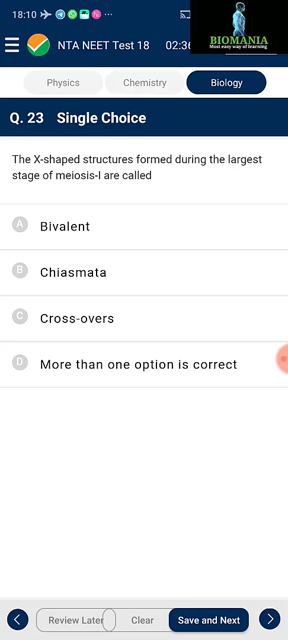 18:10
BIOMANIA
Most easy way of learning
NTA NEET Test 18 02:36
Physics Chemistry Biology
Q. 23 Single Choice
The X-shaped structures formed during the largest
stage of meiosis-I are called
A Bivalent
B Chiasmata
C Cross-overs
D More than one option is correct
Review Later Clear Save and Next